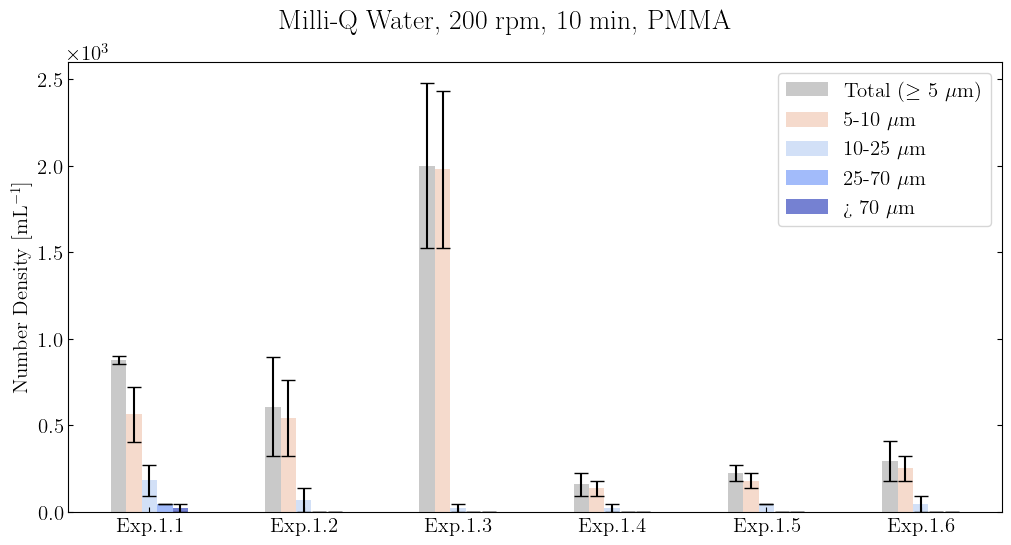 Milli-Q Water, 200 rpm, 10 min, PMMA
×10³
2.5
2.0
1.5
1.0
0.5
0.0
Number Density [mL⁻¹]
Total (≥ 5 μm)
5-10 μm
10-25 μm
25-70 μm
¿ 70 μm
Exp.1.1 Exp.1.2 Exp.1.3 Exp.1.4 Exp.1.5 Exp.1.6